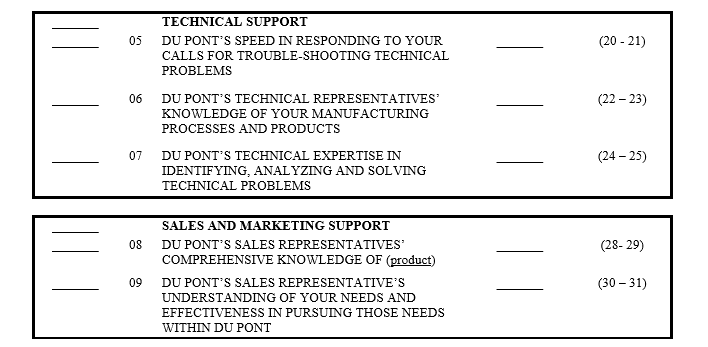 TECHNICAL SUPPORT
05 DU PONT’S SPEED IN RESPONDING TO YOUR (20 - 21)
CALLS FOR TROUBLE-SHOOTING TECHNICAL
PROBLEMS
06 DU PONT’S TECHNICAL REPRESENTATIVES’ (22 – 23)
KNOWLEDGE OF YOUR MANUFACTURING
PROCESSES AND PRODUCTS
07 DU PONT’S TECHNICAL EXPERTISE IN (24 – 25)
IDENTIFYING, ANALYZING AND SOLVING
TECHNICAL PROBLEMS
SALES AND MARKETING SUPPORT
08 DU PONT’S SALES REPRESENTATIVES’ (28- 29)
COMPREHENSIVE KNOWLEDGE OF (product)
09 DU PONT’S SALES REPRESENTATIVE’S (30 – 31)
UNDERSTANDING OF YOUR NEEDS AND
EFFECTIVENESS IN PURSUING THOSE NEEDS
WITHIN DU PONT